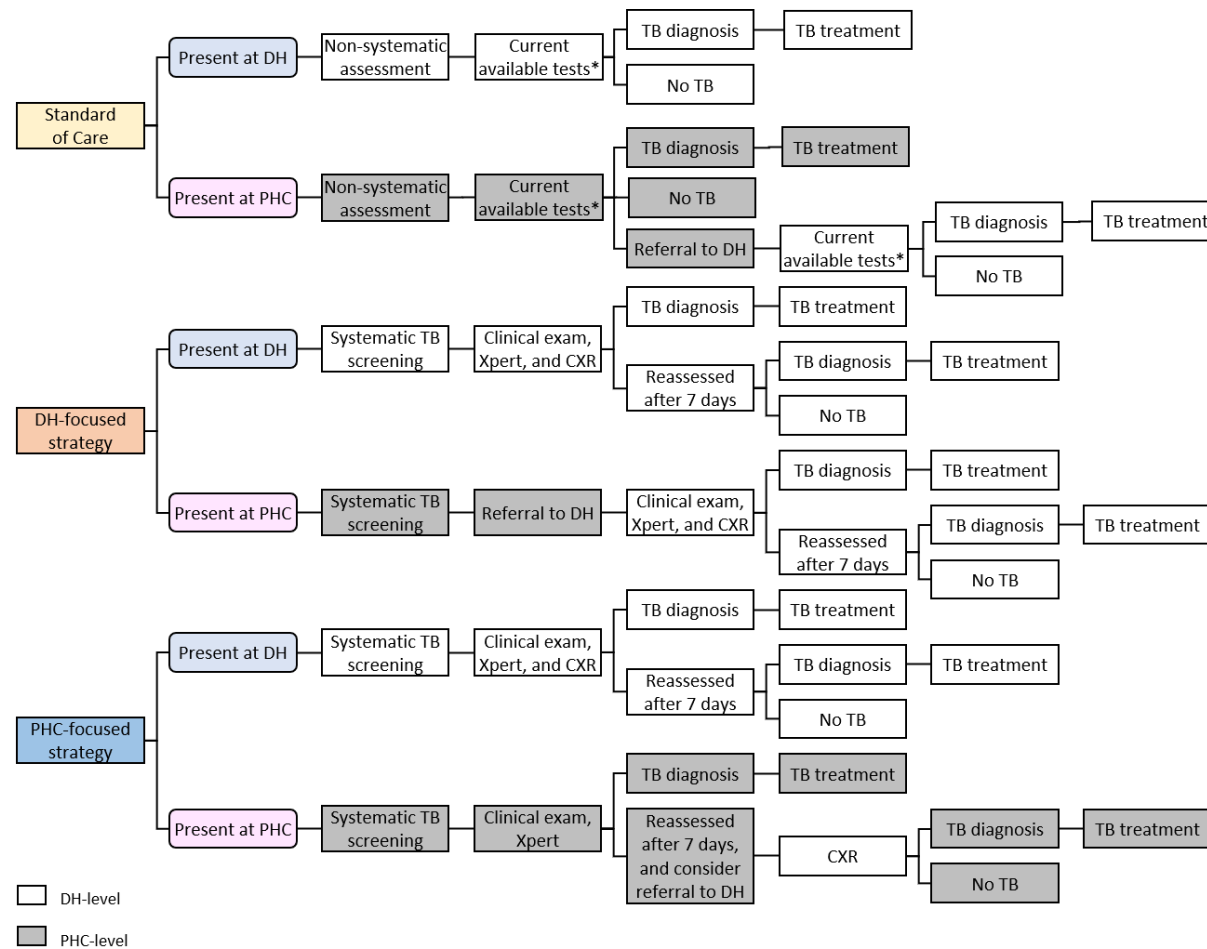 TB diagnosis
TB treatment
Present at DH
Non-systematic
assessment
Current
available tests*
No TB
Standard
of Care
TB diagnosis
TB treatment
Present at PHC
Non-systematic
assessment
Current
available tests*
No TB
Referral to DH
Current
available tests*
TB diagnosis
TB treatment
No TB
TB diagnosis
TB treatment
Present at DH
Systematic TB
screening
Clinical exam,
Xpert, and CXR
Reassessed
after 7 days
TB diagnosis
TB treatment
No TB
DH-focused
strategy
TB diagnosis
TB treatment
Present at PHC
Systematic TB
screening
Referral to DH
Clinical exam,
Xpert, and CXR
Reassessed
after 7 days
TB diagnosis
TB treatment
No TB
TB diagnosis
TB treatment
Present at DH
Systematic TB
screening
Clinical exam,
Xpert, and CXR
Reassessed
after 7 days
TB diagnosis
TB treatment
No TB
PHC-focused
strategy
TB diagnosis
TB treatment
Present at PHC
Systematic TB
screening
Clinical exam,
Xpert
Reassessed
after 7 days,
and consider
referral to DH
CXR
TB diagnosis
TB treatment
No TB
DH-level
PHC-level